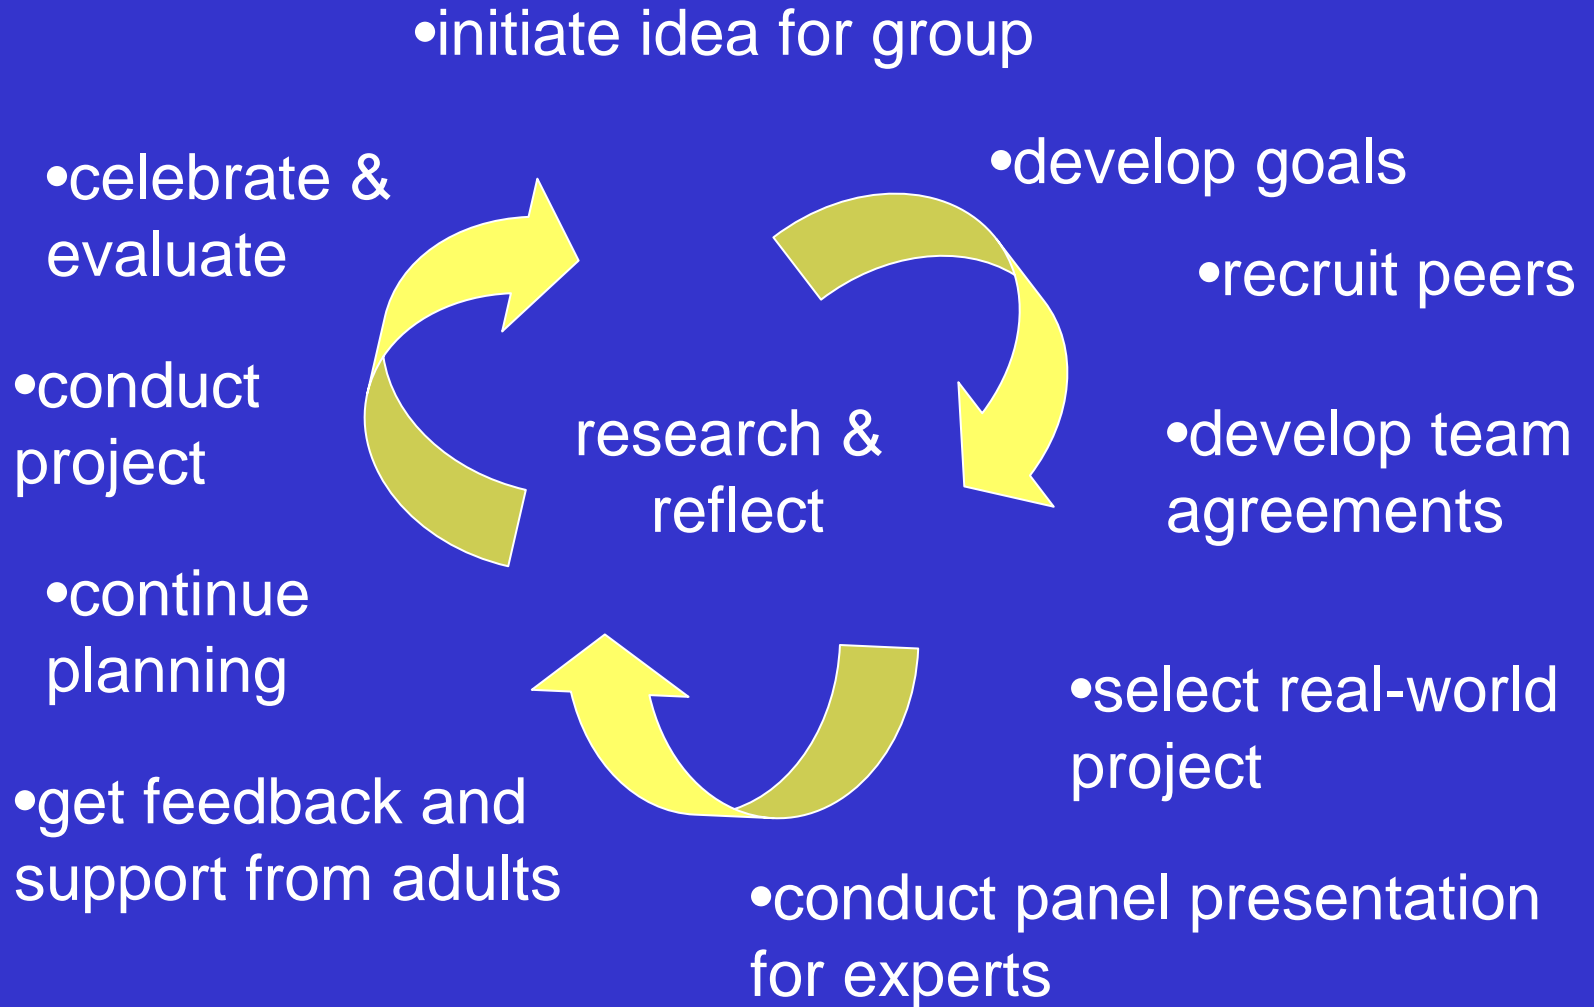 •initiate idea for group
•develop goals
•recruit peers
•develop team
agreements
•select real-world
project
•conduct panel presentation
for experts
•get feedback and
support from adults
•continue
planning
•conduct
project
•celebrate &
evaluate
research &
reflect